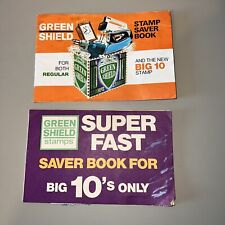 GREEN
SHIELD
STAMP
SAVER
BOOK
FOR
BOTH
REGULAR
AND THE NEW
BIG 10
STAMP
GREEN
SHIELD
stamps
SUPER
FAST
SAVER BOOK FOR
BIG 10's ONLY